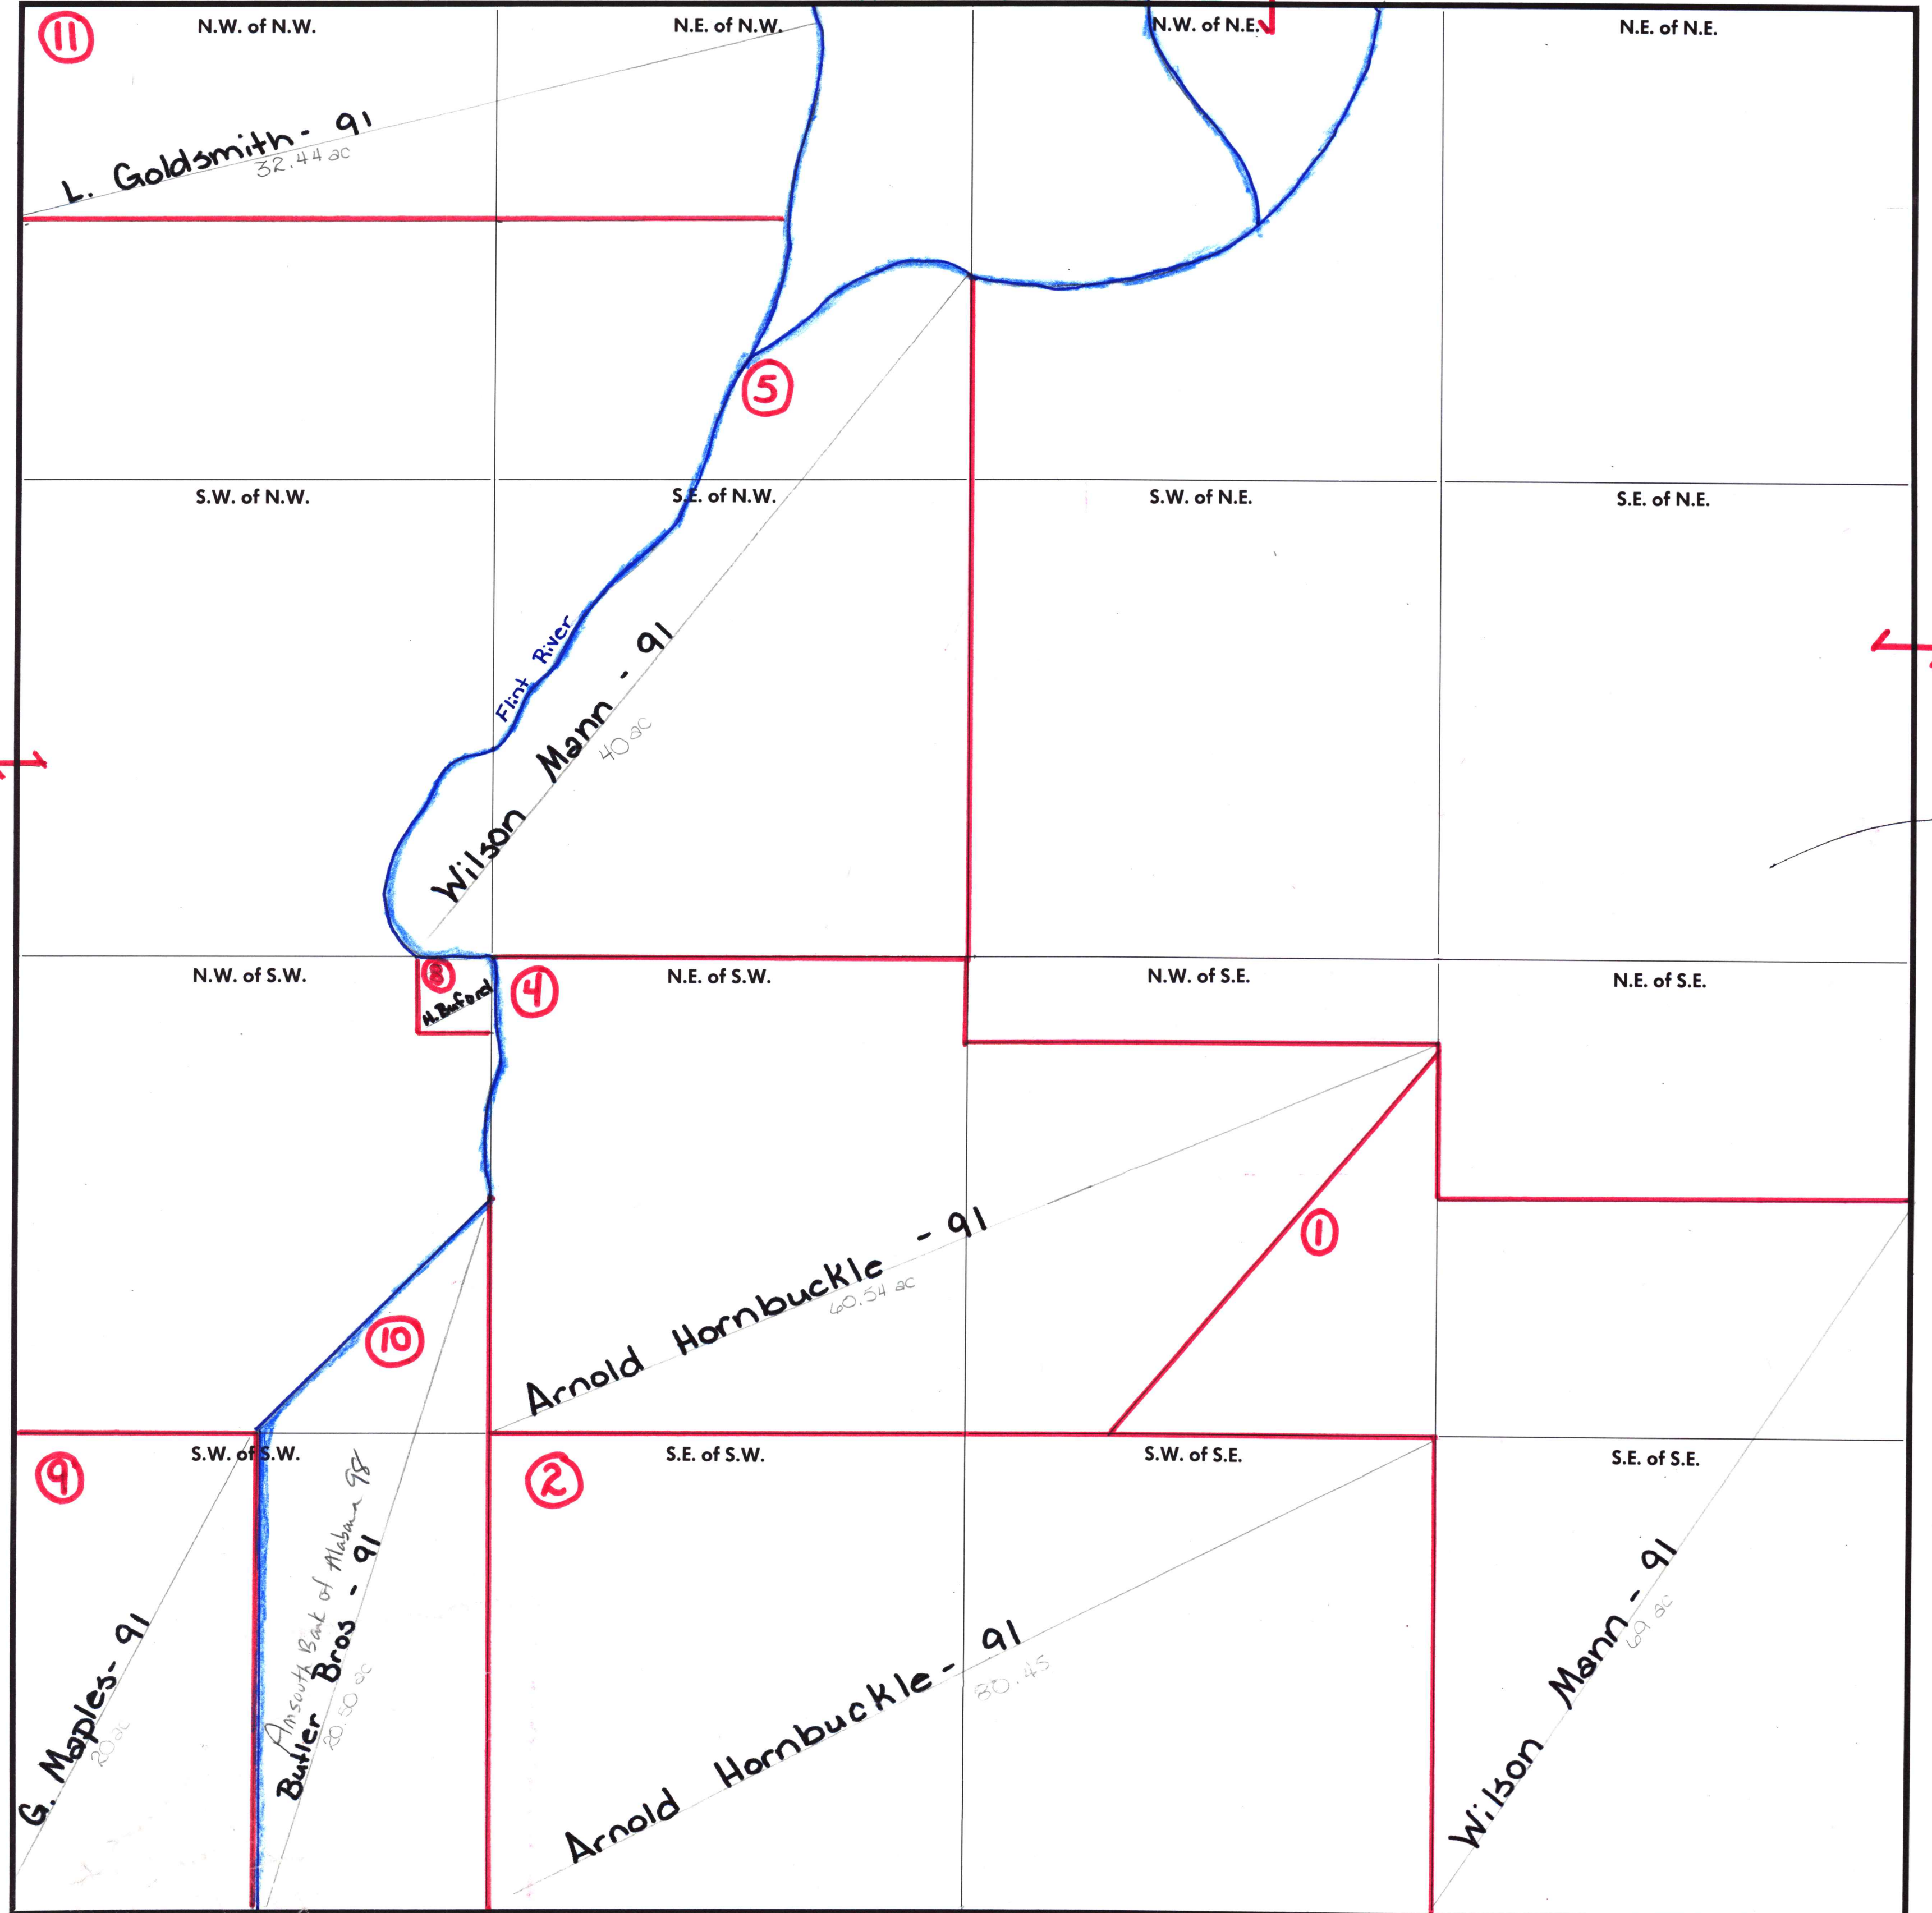 11
N.W. of N.W.
N.E. of N.W.
N.W. of N.E.
N.E. of N.E.
L. Goldsmith - 91
32.44 ac
5
S.W. of N.W.
S.E. of N.W.
S.W. of N.E.
S.E. of N.E.
Flint River
Wilson Mann - 91
40 ac
N.W. of S.W.
8
H. Buford
4
N.E. of S.W.
N.W. of S.E.
N.E. of S.E.
1
Arnold Hornbuckle - 91
60.54 ac
10
9
S.W. of S.W.
2
S.E. of S.W.
S.W. of S.E.
S.E. of S.E.
G. Maples - 91
20 ac
Amsouth Bank of Alabama 98
Butler Bros - 91
20.50 ac
Arnold Hornbuckle - 91
80.45
Wilson Mann - 91
69 ac